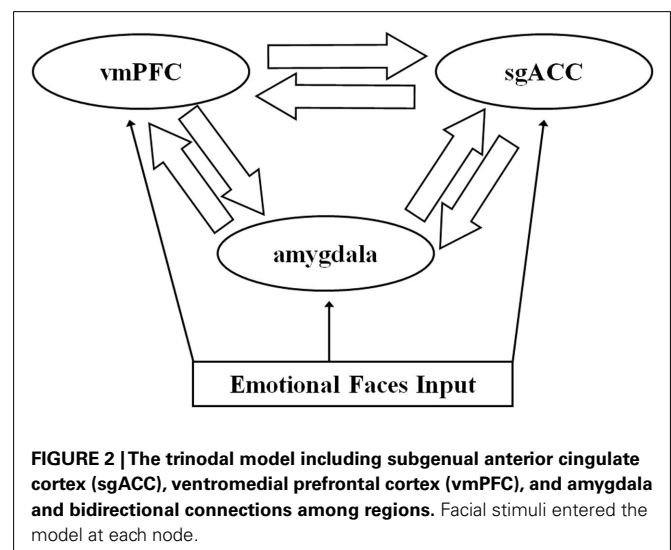 vmPFC
sgACC
amygdala
Emotional Faces Input
FIGURE 2 | The trinodal model including subgenual anterior cingulate
cortex (sgACC), ventromedial prefrontal cortex (vmPFC), and amygdala
and bidirectional connections among regions. Facial stimuli entered the
model at each node.